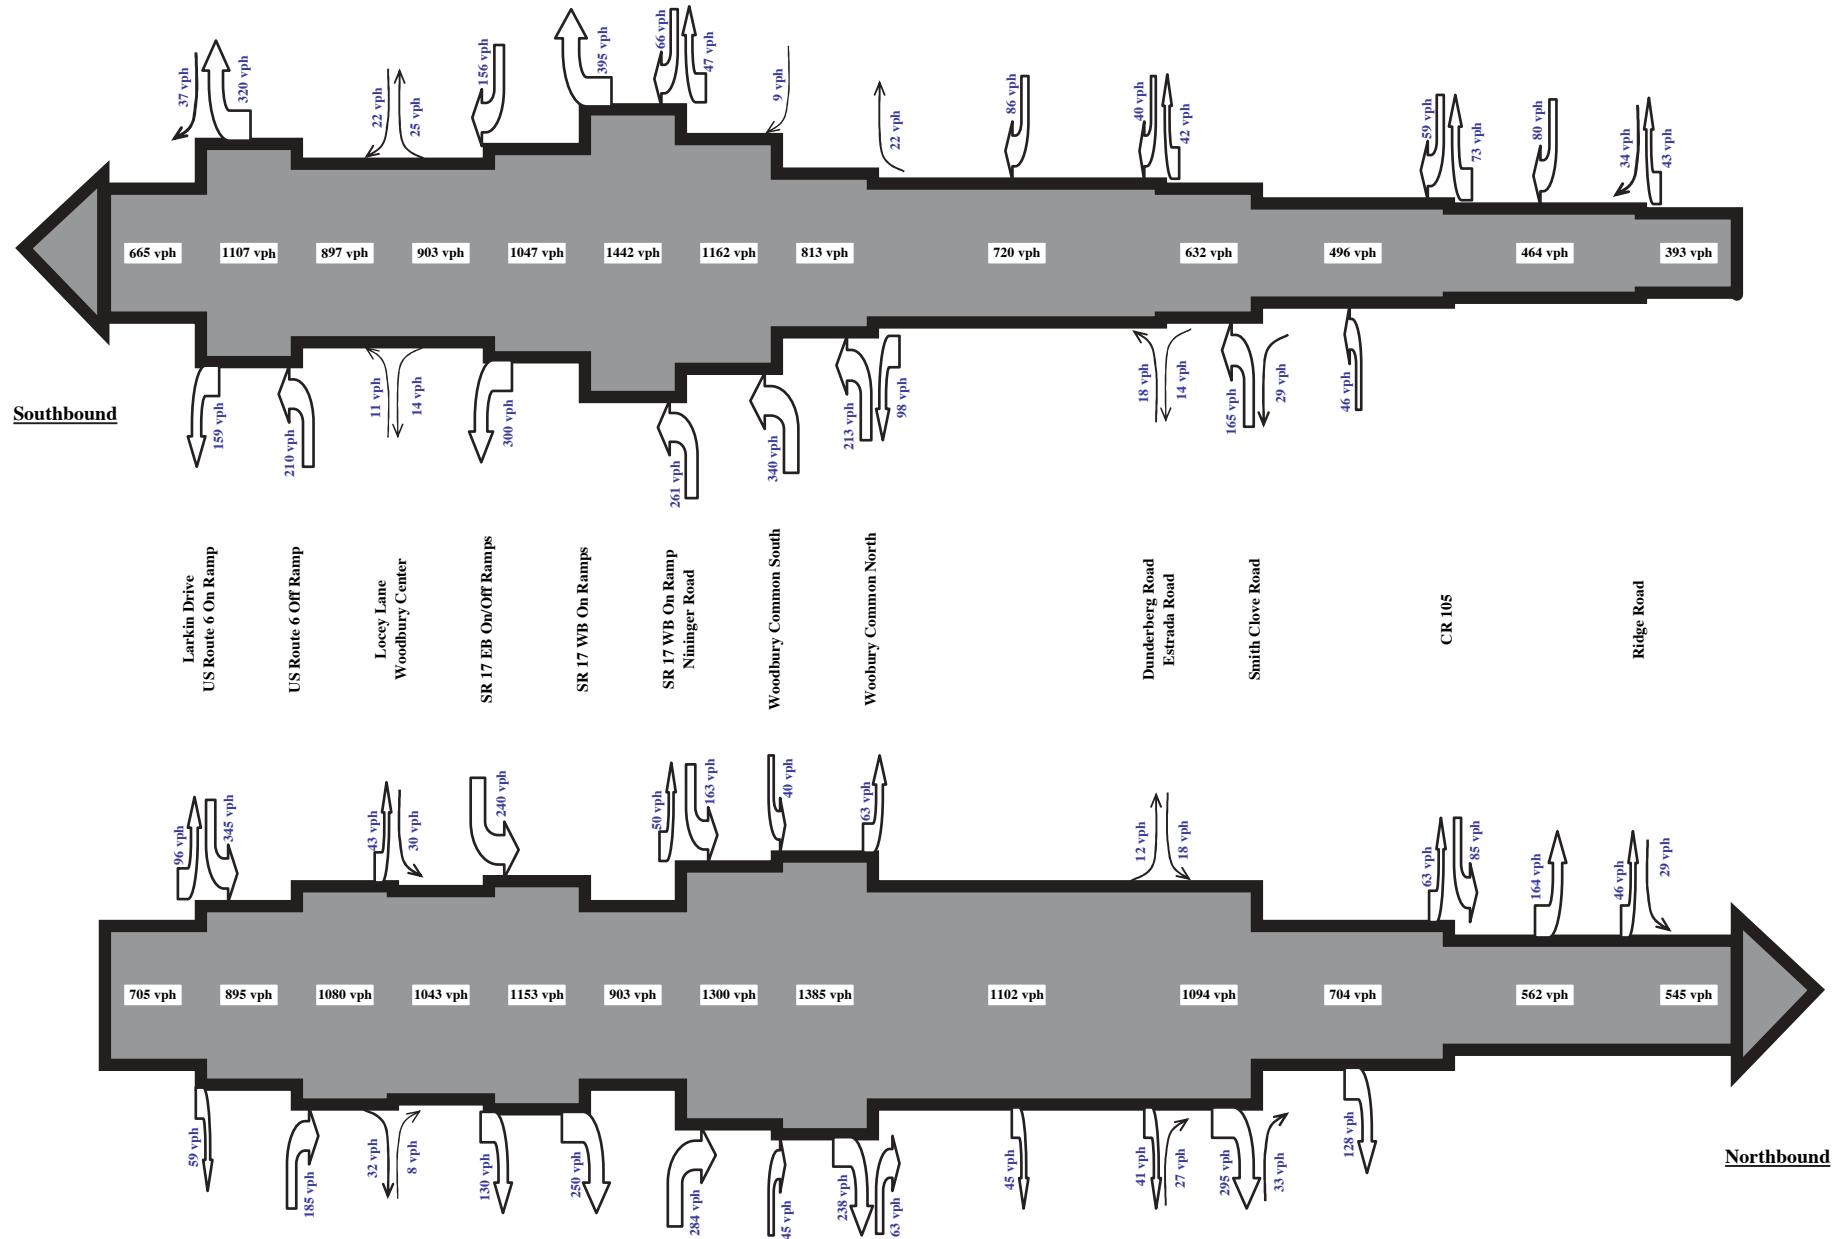 37 vph
320 vph
22 vph
25 vph
156 vph
395 vph
66 vph
47 vph
9 vph
22 vph
86 vph
40 vph
42 vph
59 vph
73 vph
80 vph
34 vph
43 vph
665 vph
1107 vph
897 vph
903 vph
1047 vph
1442 vph
1162 vph
813 vph
720 vph
632 vph
496 vph
464 vph
393 vph
Southbound
159 vph
210 vph
11 vph
14 vph
300 vph
261 vph
340 vph
213 vph
98 vph
18 vph
14 vph
165 vph
29 vph
46 vph
Larkin Drive
US Route 6 On Ramp
US Route 6 Off Ramp
Locey Lane
Woodbury Center
SR 17 EB On/Off Ramps
SR 17 WB On Ramps
SR 17 WB On Ramp
Nininger Road
Woodbury Common South
Woobury Common North
Dunderberg Road
Estrada Road
Smith Clove Road
CR 105
Ridge Road
96 vph
345 vph
43 vph
30 vph
240 vph
50 vph
163 vph
40 vph
63 vph
12 vph
18 vph
63 vph
85 vph
164 vph
46 vph
29 vph
705 vph
895 vph
1080 vph
1043 vph
1153 vph
903 vph
1300 vph
1385 vph
1102 vph
1094 vph
704 vph
562 vph
545 vph
59 vph
185 vph
32 vph
8 vph
130 vph
250 vph
284 vph
45 vph
238 vph
63 vph
45 vph
41 vph
27 vph
295 vph
33 vph
128 vph
Northbound